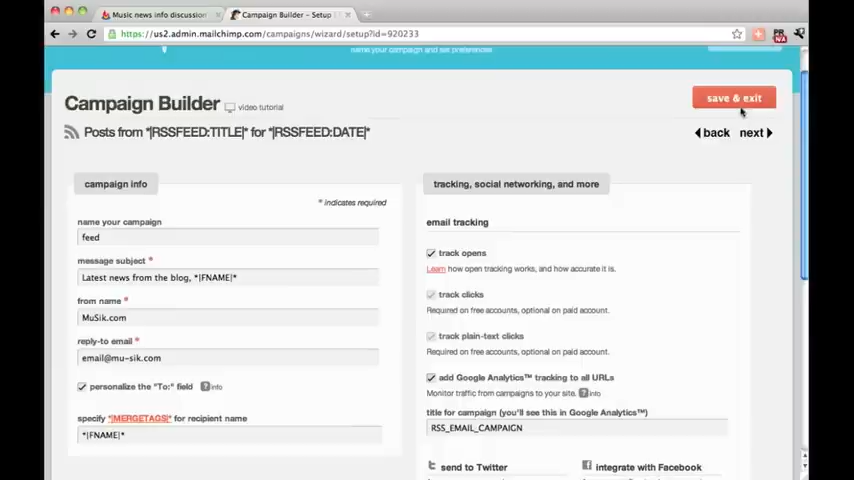 Music news info discussion
Campaign Builder - Setup |
https://us2.admin.mailchimp.com/campaigns/wizard/setup?id=920233
name your campaign and set preferences
Campaign Builder
video tutorial
save & exit
Posts from *|RSSFEED:TITLE|* for *|RSSFEED:DATE|*
back next
campaign info
* indicates required
name your campaign
feed
message subject *
Latest news from the blog, *|FNAME|*
from name *
MuSik.com
reply-to email *
email@mu-sik.com
personalize the "To:" field ? info
specify *|MERGETAGS|* for recipient name
*|FNAME|*
tracking, social networking, and more
email tracking
track opens
Learn how open tracking works, and how accurate it is.
track clicks
Required on free accounts, optional on paid account.
track plain-text clicks
Required on free accounts, optional on paid account.
add Google Analytics™ tracking to all URLs
Monitor traffic from campaigns to your site. ? info
title for campaign (you'll see this in Google Analytics™)
RSS_EMAIL_CAMPAIGN
send to Twitter
integrate with Facebook